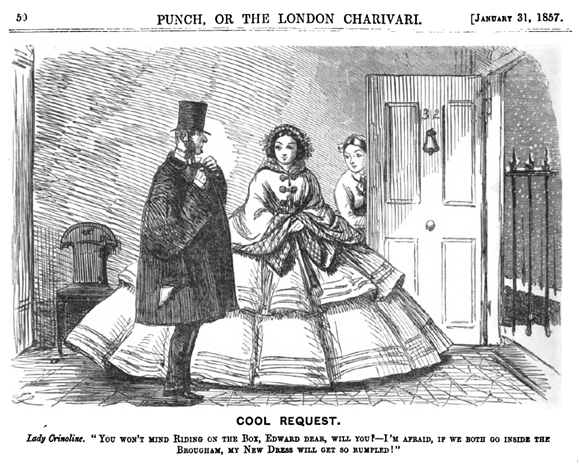 50 PUNCH, OR THE LONDON CHARIVARI. [JANUARY 31, 1857.
32
COOL REQUEST.
Lady Crinoline. "YOU WON'T MIND RIDING ON THE BOX, EDWARD DEAR, WILL YOU?—I'M AFRAID, IF WE BOTH GO INSIDE THE
BROUGHAM, MY NEW DRESS WILL GET SO RUMPLED!"